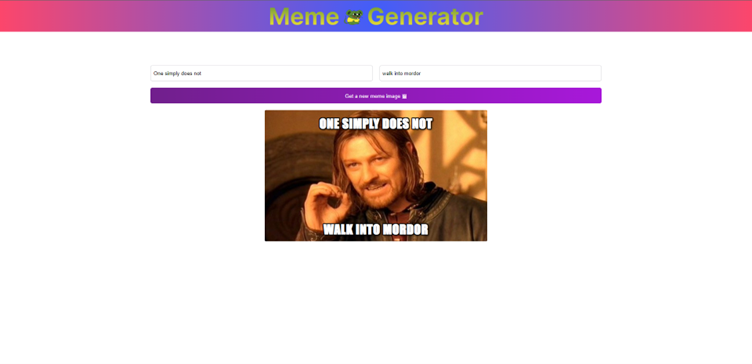 Meme Generator
One simply does not
walk into mordor
Get a new meme image
ONE SIMPLY DOES NOT
WALK INTO MORDOR